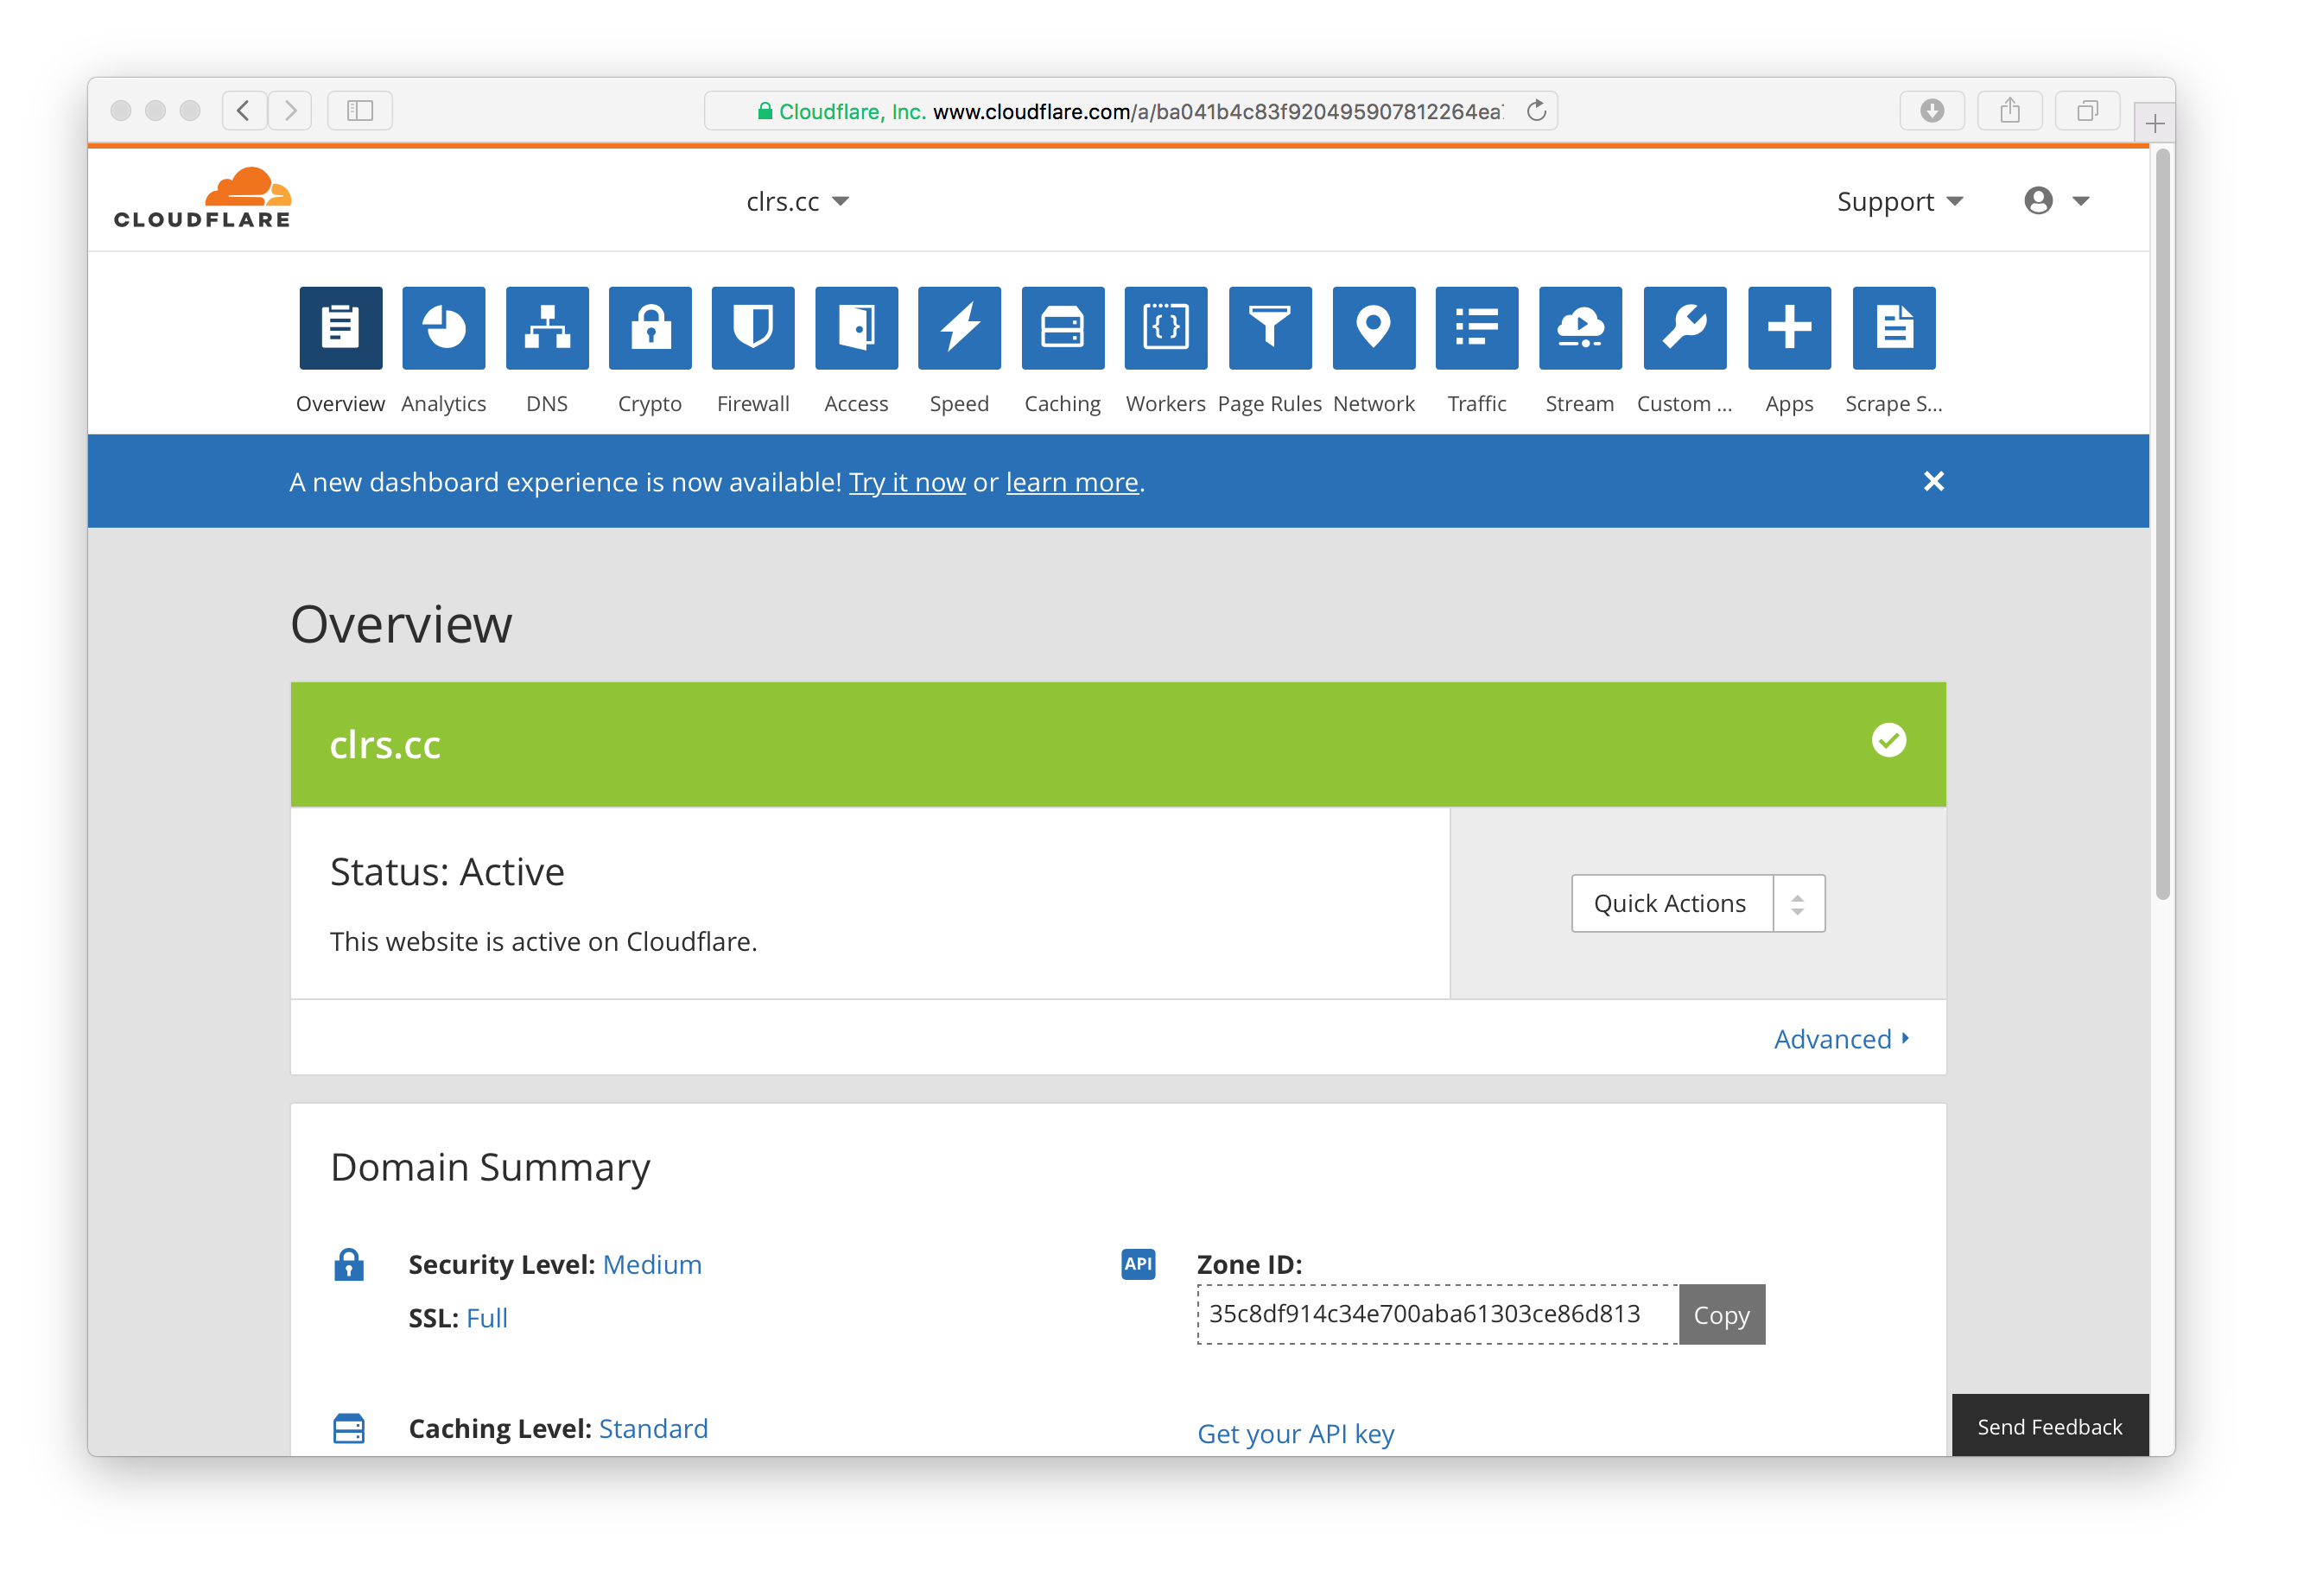 Cloudflare, Inc. www.cloudflare.com/a/ba041b4c83f920495907812264ea
CLOUDFLARE
clrs.cc
Support
Overview Analytics DNS Crypto Firewall Access Speed Caching Workers Page Rules Network Traffic Stream Custom ... Apps Scrape S...
A new dashboard experience is now available! Try it now or learn more.
Overview
clrs.cc
Status: Active
This website is active on Cloudflare.
Quick Actions
Advanced
Domain Summary
Security Level: Medium
SSL: Full
API
Zone ID:
35c8df914c34e700aba61303ce86d813
Copy
Caching Level: Standard
Get your API key
Send Feedback